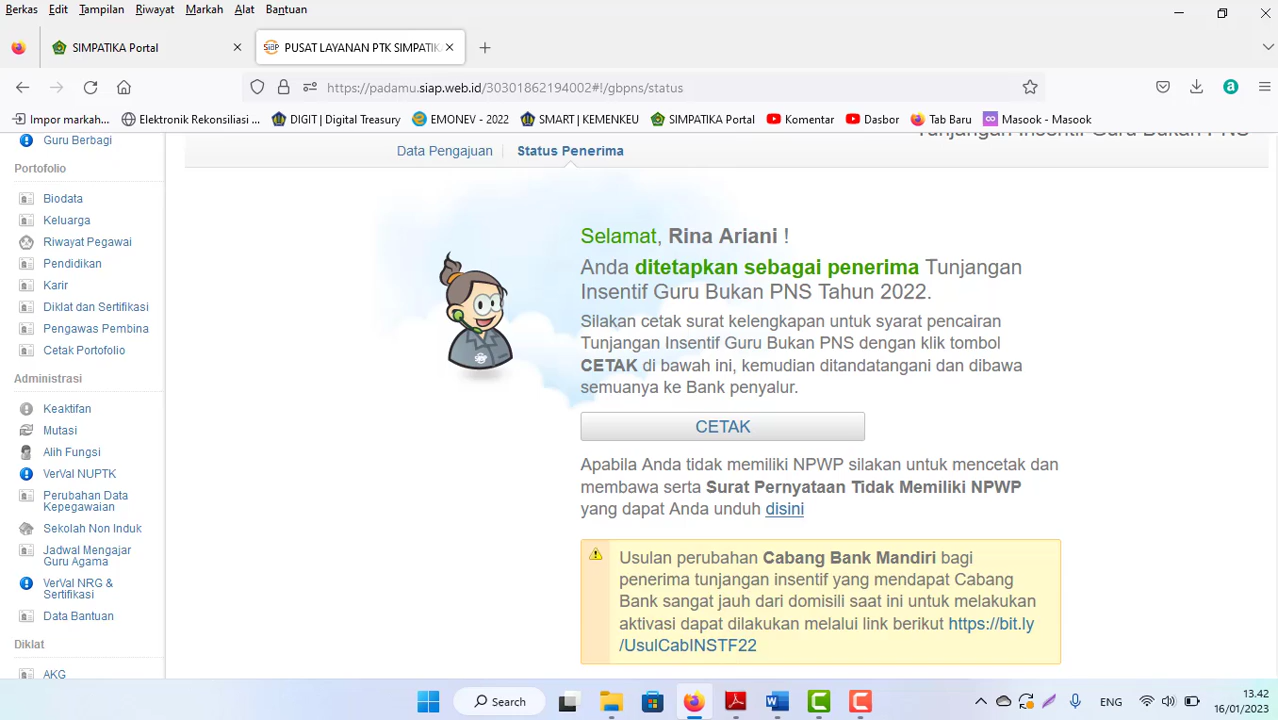 Berkas Edit Tampilan Riwayat Markah Alat Bantuan
SIMPATIKA Portal
PUSAT LAYANAN PTK SIMPATIK
https://padamu.siap.web.id/30301862194002#!/gbpns/status
Impor markah...
Elektronik Rekonsiliasi ...
DIGIT | Digital Treasury
EMONEV - 2022
SMART | KEMENKEU
SIMPATIKA Portal
Komentar
Dasbor
Tab Baru
Masook - Masook
Tunjangan Insentif Guru Bukan PNS
Data Pengajuan
Status Penerima
Guru Berbagi
Portofolio
Biodata
Keluarga
Riwayat Pegawai
Pendidikan
Karir
Diklat dan Sertifikasi
Pengawas Pembina
Cetak Portofolio
Administrasi
Keaktifan
Mutasi
Alih Fungsi
VerVal NUPTK
Perubahan Data
Kepegawaian
Sekolah Non Induk
Jadwal Mengajar
Guru Agama
VerVal NRG &
Sertifikasi
Data Bantuan
Diklat
AKG
Selamat, Rina Ariani !
Anda ditetapkan sebagai penerima Tunjangan
Insentif Guru Bukan PNS Tahun 2022.
Silakan cetak surat kelengkapan untuk syarat pencairan
Tunjangan Insentif Guru Bukan PNS dengan klik tombol
CETAK di bawah ini, kemudian ditandatangani dan dibawa
semuanya ke Bank penyalur.
CETAK
Apabila Anda tidak memiliki NPWP silakan untuk mencetak dan
membawa serta Surat Pernyataan Tidak Memiliki NPWP
yang dapat Anda unduh disini
Usulan perubahan Cabang Bank Mandiri bagi
penerima tunjangan insentif yang mendapat Cabang
Bank sangat jauh dari domisili saat ini untuk melakukan
aktivasi dapat dilakukan melalui link berikut https://bit.ly
/UsulCabINSTF22
Search
ENG
13.42
16/01/2023